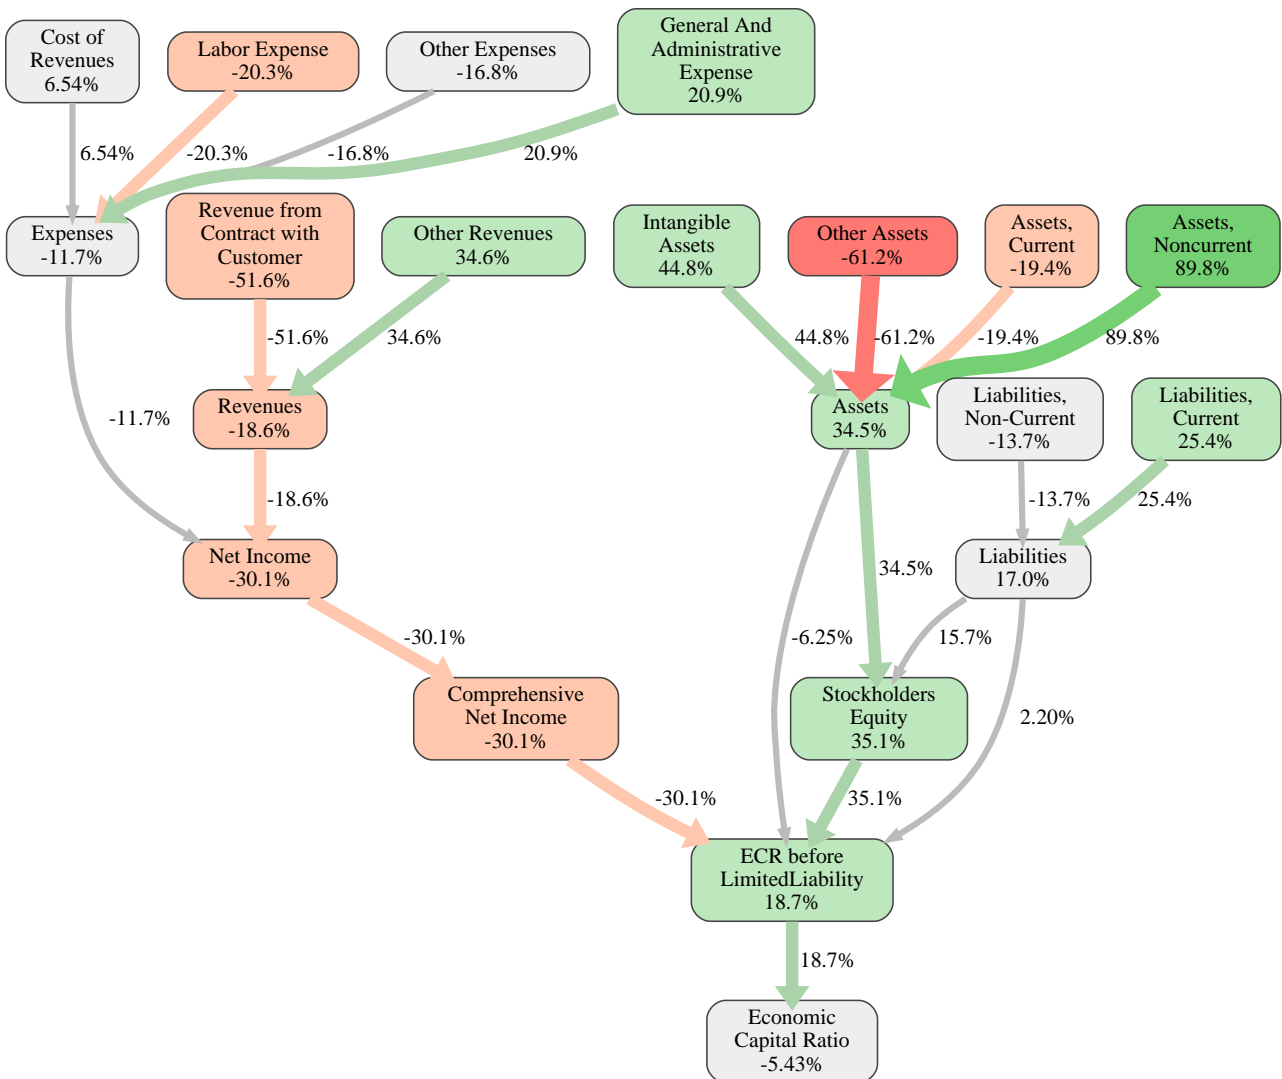 Cost of
Revenues
6.54%
Labor Expense
-20.3%
Other Expenses
-16.8%
General And
Administrative
Expense
20.9%
6.54%
-20.3%
-16.8%
20.9%
Expenses
-11.7%
Revenue from
Contract with
Customer
-51.6%
Other Revenues
34.6%
Intangible
Assets
44.8%
Other Assets
-61.2%
Assets,
Current
-19.4%
Assets,
Noncurrent
89.8%
-51.6%
34.6%
44.8%
-61.2%
-19.4%
89.8%
-11.7%
Revenues
-18.6%
Assets
34.5%
Liabilities,
Non-Current
-13.7%
Liabilities,
Current
25.4%
-18.6%
-13.7%
25.4%
Net Income
-30.1%
34.5%
Liabilities
17.0%
-30.1%
-6.25%
15.7%
Comprehensive
Net Income
-30.1%
Stockholders
Equity
35.1%
2.20%
-30.1%
35.1%
ECR before
LimitedLiability
18.7%
18.7%
Economic
Capital Ratio
-5.43%